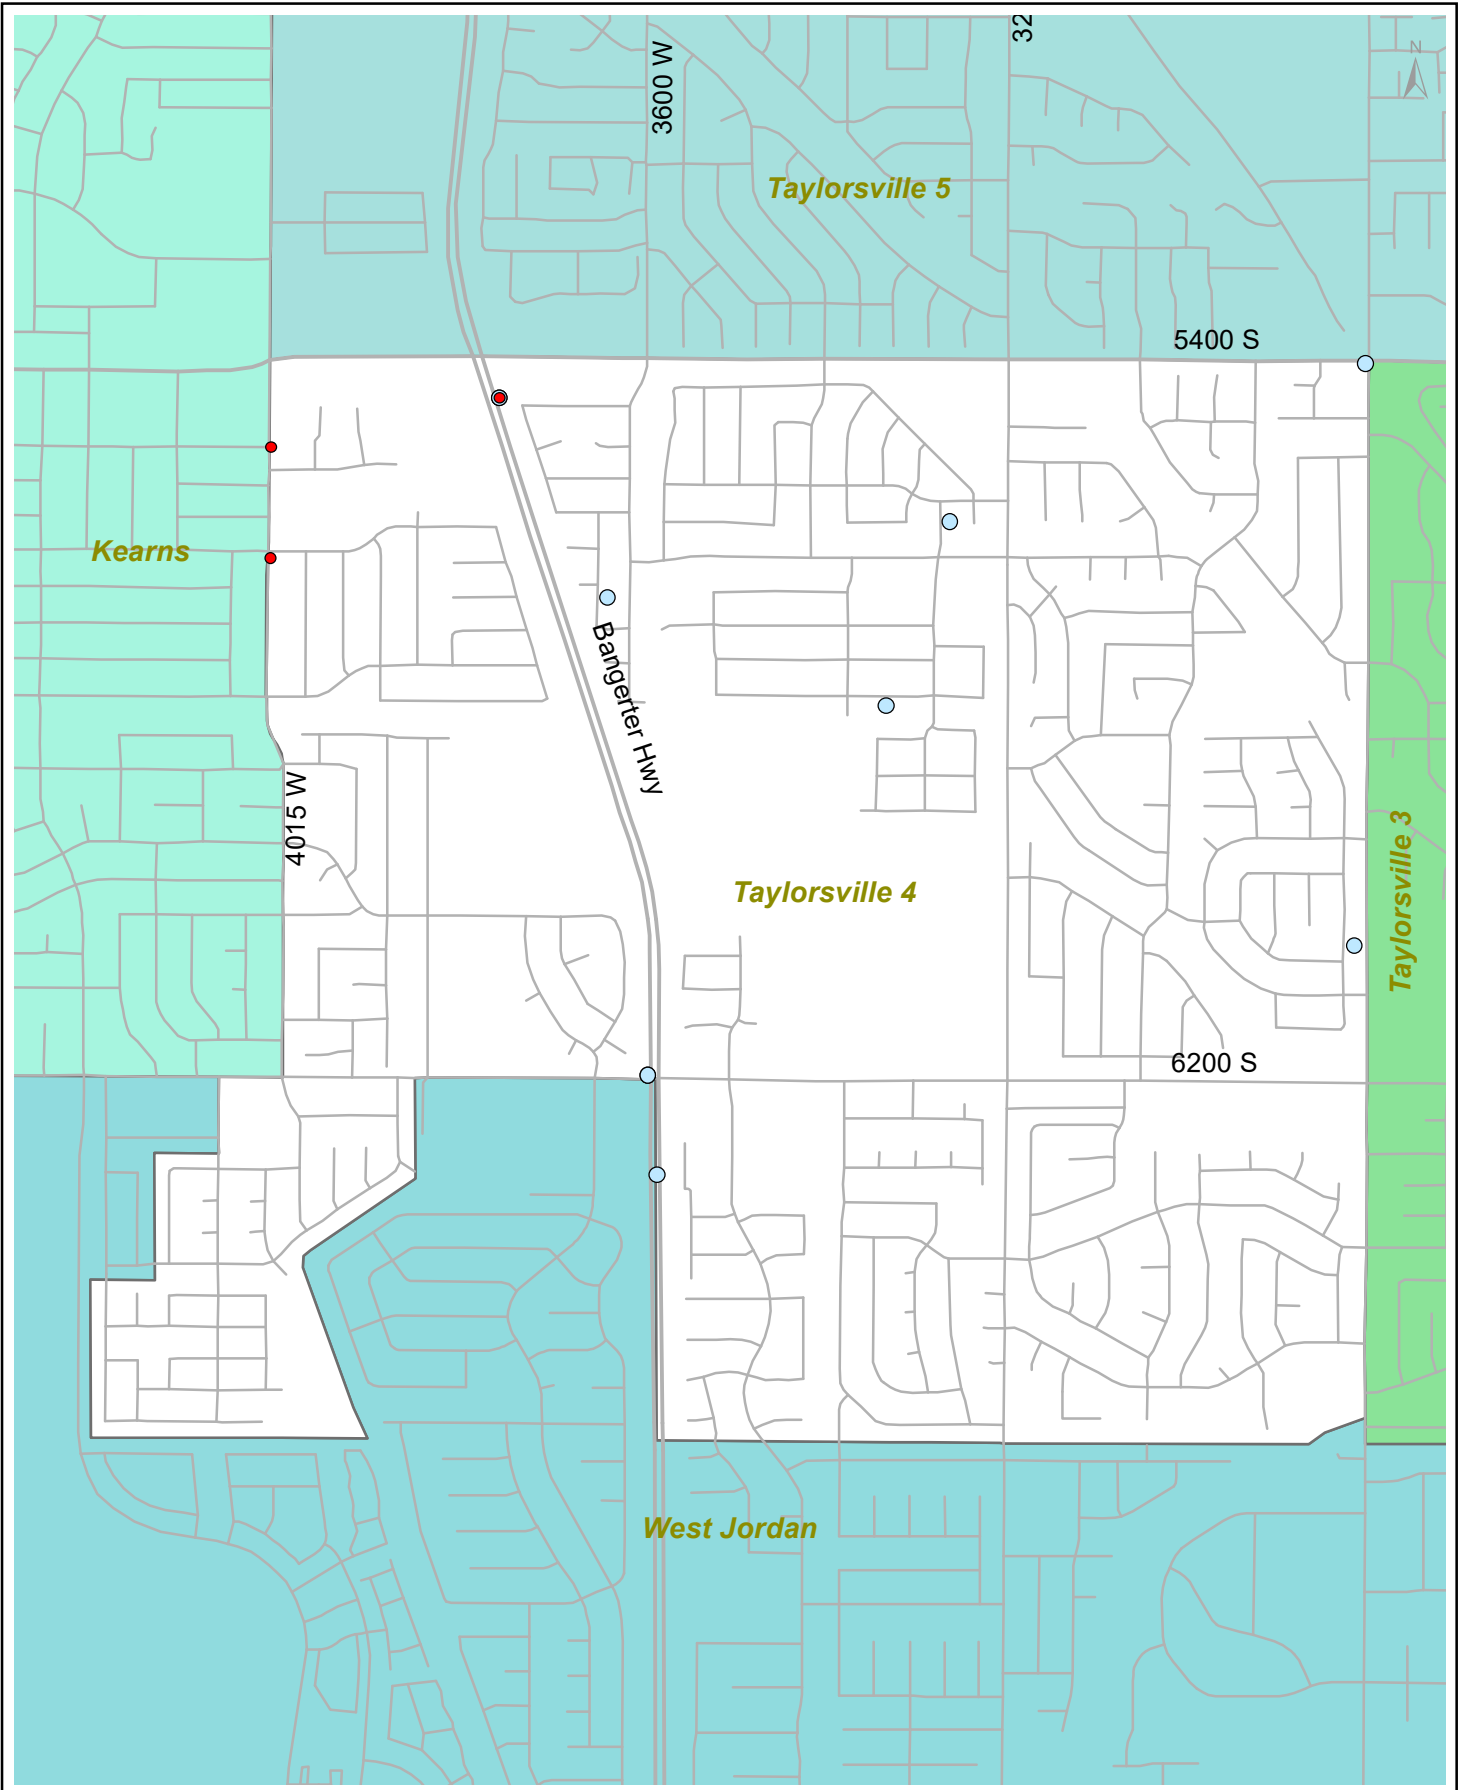 32
N
3600 W
Taylorsville 5
5400 S
Kearns
Bangerter Hwy
4015 W
Taylorsville 3
Taylorsville 4
6200 S
West Jordan